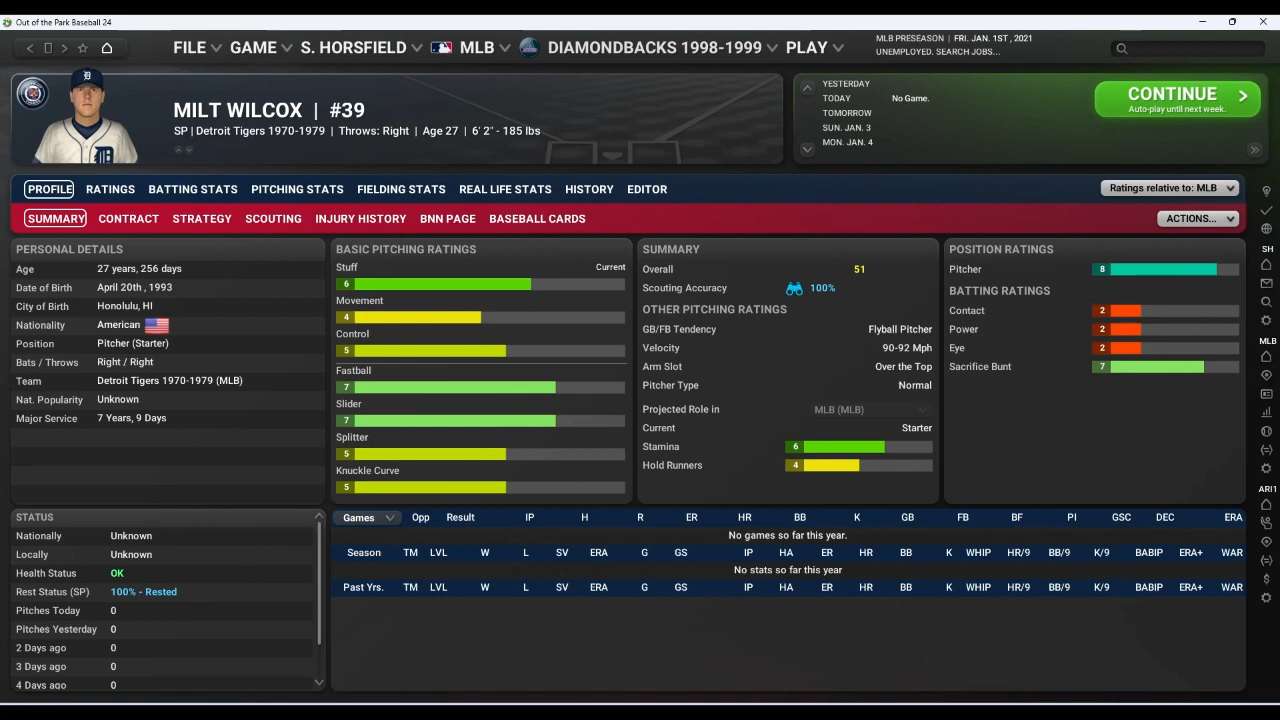 Out of the Park Baseball 24
FILE GAME S. HORSFIELD MLB DIAMONDBACKS 1998-1999 PLAY
MLB PRESEASON | FRI. JAN. 1ST, 2021
UNEMPLOYED. SEARCH JOBS...
MILT WILCOX | #39
SP | Detroit Tigers 1970-1979 | Throws: Right | Age 27 | 6' 2" - 185 lbs
YESTERDAY
TODAY No Game.
TOMORROW
SUN. JAN. 3
MON. JAN. 4
CONTINUE
Auto-play until next week.
PROFILE RATINGS BATTING STATS PITCHING STATS FIELDING STATS REAL LIFE STATS HISTORY EDITOR
Ratings relative to: MLB
SUMMARY CONTRACT STRATEGY SCOUTING INJURY HISTORY BNN PAGE BASEBALL CARDS
ACTIONS...
PERSONAL DETAILS
Age 27 years, 256 days
Date of Birth April 20th, 1993
City of Birth Honolulu, HI
Nationality American
Position Pitcher (Starter)
Bats / Throws Right / Right
Team Detroit Tigers 1970-1979 (MLB)
Nat. Popularity Unknown
Major Service 7 Years, 9 Days
BASIC PITCHING RATINGS
Stuff Current
6
Movement
4
Control
5
Fastball
7
Slider
7
Splitter
5
Knuckle Curve
5
SUMMARY
Overall 51
Scouting Accuracy 100%
OTHER PITCHING RATINGS
GB/FB Tendency Flyball Pitcher
Velocity 90-92 Mph
Arm Slot Over the Top
Pitcher Type Normal
Projected Role in MLB (MLB)
Current Starter
Stamina 6
Hold Runners 4
POSITION RATINGS
Pitcher 8
BATTING RATINGS
Contact 2
Power 2
Eye 2
Sacrifice Bunt 7
SH
MLB
ARI1
STATUS
Nationally Unknown
Locally Unknown
Health Status OK
Rest Status (SP) 100% - Rested
Pitches Today 0
Pitches Yesterday 0
2 Days ago 0
3 Days ago 0
4 Days ago 0
Games Opp Result IP H R ER HR BB K GB FB BF PI GSC DEC ERA
No games so far this year.
Season TM LVL W L SV ERA G GS IP HA ER HR BB K WHIP HR/9 BB/9 K/9 BABIP ERA+ WAR
No stats so far this year
Past Yrs. TM LVL W L SV ERA G GS IP HA ER HR BB K WHIP HR/9 BB/9 K/9 BABIP ERA+ WAR